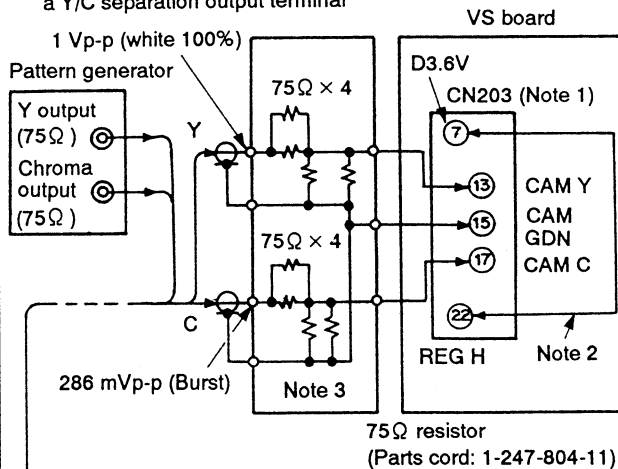 a Y/C separation output terminal
VS board
1 Vp-p (white 100%)
Pattern generator
D3.6V
75Ω × 4
CN203 (Note 1)
Y output
(75Ω )
Y
7
Chroma
output
(75Ω )
13
CAM Y
15
CAM
GDN
75Ω × 4
17
CAM C
22
C
REG H
Note 2
286 mVp-p (Burst)
Note 3
75Ω resistor
(Parts cord: 1-247-804-11)